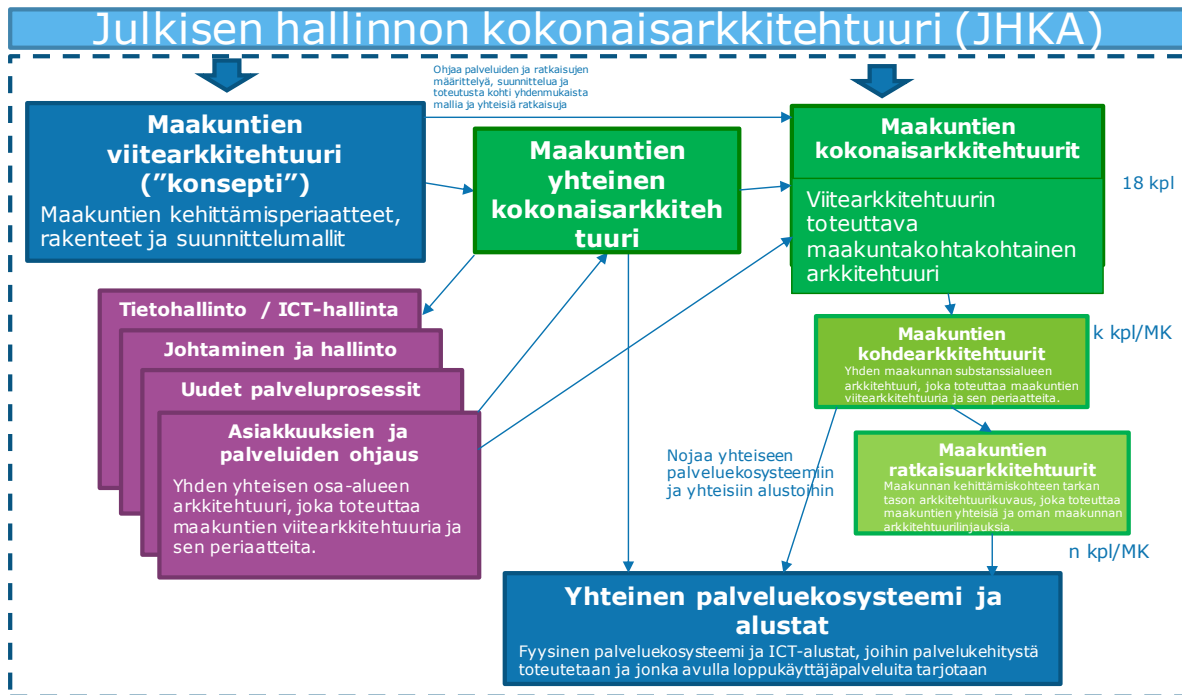 Julkisen hallinnon kokonaisarkkitehtuuri (JHKA)
Ohjaa palveluiden ja ratkaisujen
määrittelyä, suunnittelua ja
toteutusta kohti yhdenmukaista
mallia ja yhteisiä ratkaisuja
Maakuntien
viitearkkitehtuuri
(”konsepti”)
Maakuntien kehittämisperiaatteet,
rakenteet ja suunnittelumallit
Maakuntien
yhteinen
kokonaisarkkiteh
tuuri
Maakuntien
kokonaisarkkitehtuurit
Viitearkkitehtuurin
toteuttava
maakuntakohtakohtainen
arkkitehtuuri
18 kpl
Tietohallinto / ICT-hallinta
Johtaminen ja hallinto
Uudet palveluprosessit
Asiakkuuksien ja
palveluiden ohjaus
Yhden yhteisen osa-alueen
arkkitehtuuri, joka toteuttaa
maakuntien viitearkkitehtuuria ja
sen periaatteita.
Maakuntien
kohdearkkitehtuurit
Yhden maakunnan substanssialueen
arkkitehtuuri, joka toteuttaa maakuntien
viitearkkitehtuuria ja sen periaatteita.
k kpl/MK
Nojaa yhteiseen
palveluekosysteemiin
ja yhteisiin alustoihin
Maakuntien
ratkaisuarkkitehtuurit
Maakunnan kehittämiskohteen tarkan
tason arkkitehtuurikuvaus, joka toteuttaa
maakuntien yhteisiä ja oman maakunnan
arkkitehtuurilinjauksia.
n kpl/MK
Yhteinen palveluekosysteemi ja
alustat
Fyysinen palveluekosysteemi ja ICT-alustat, joihin palvelukehitystä
toteutetaan ja jonka avulla loppukäyttäjäpalveluita tarjotaan